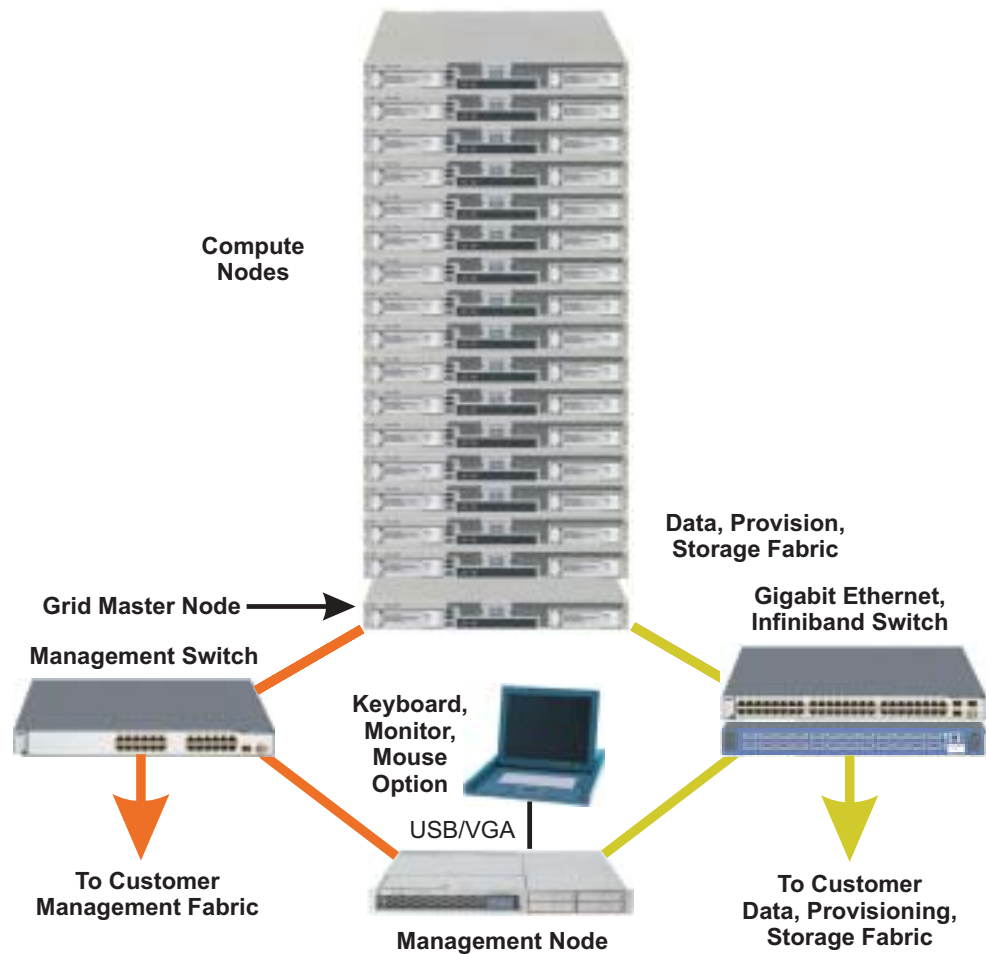 Compute
Nodes
Data, Provision,
Storage Fabric
Grid Master Node
Gigabit Ethernet,
Infiniband Switch
Management Switch
Keyboard,
Monitor,
Mouse
Option
USB/VGA
To Customer
Management Fabric
To Customer
Data, Provisioning,
Storage Fabric
Management Node